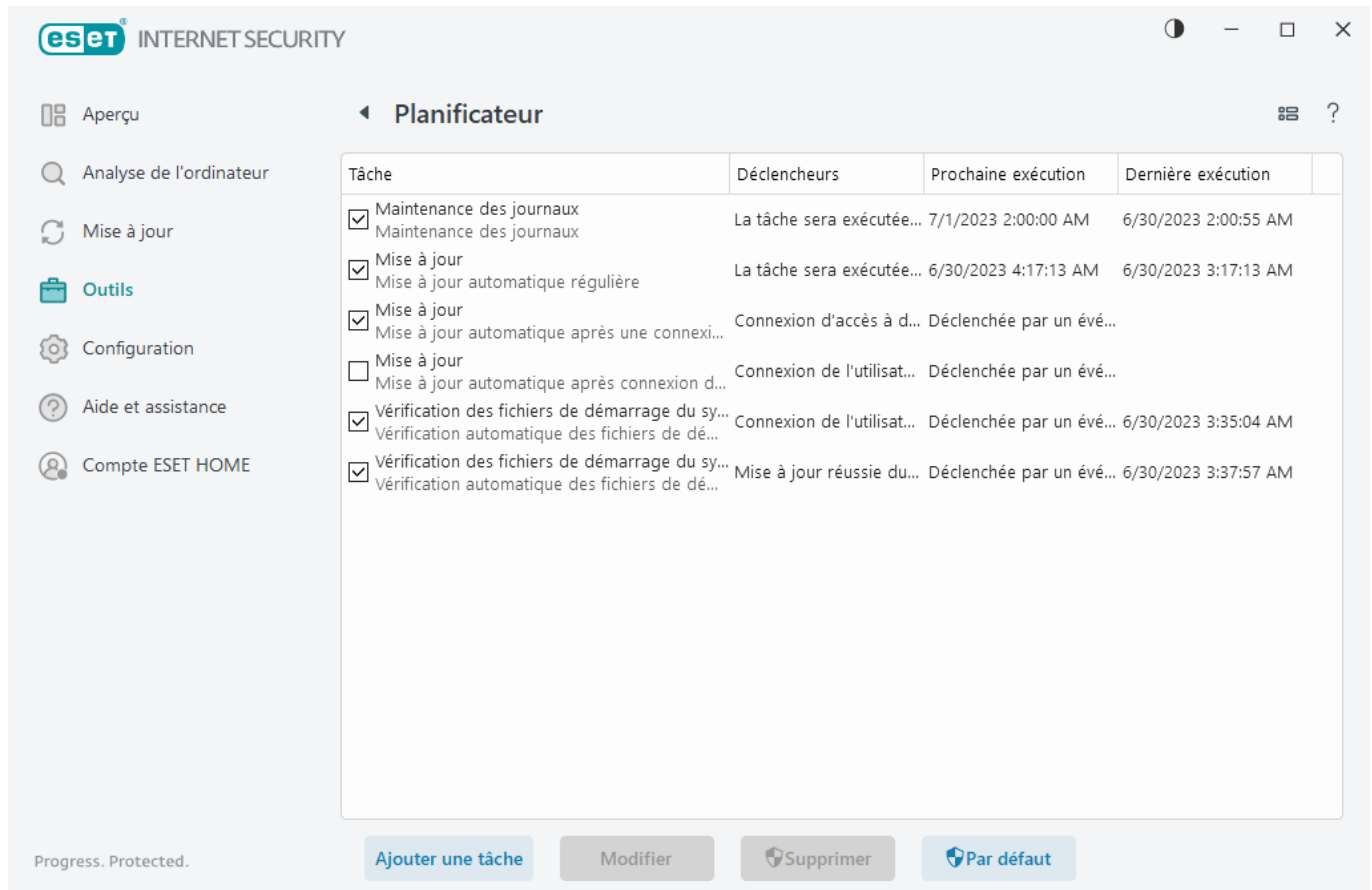 eset® INTERNET SECURITY
Aperçu
Analyse de l'ordinateur
Mise à jour
Outils
Configuration
Aide et assistance
Compte ESET HOME
Planificateur
?
Tâche Déclencheurs Prochaine exécution Dernière exécution
Maintenance des journaux
Maintenance des journaux
La tâche sera exécutée... 7/1/2023 2:00:00 AM 6/30/2023 2:00:55 AM
Mise à jour
Mise à jour automatique régulière
La tâche sera exécutée... 6/30/2023 4:17:13 AM 6/30/2023 3:17:13 AM
Mise à jour
Mise à jour automatique après une connexi...
Connexion d'accès à d... Déclenchée par un évé...
Mise à jour
Mise à jour automatique après connexion d...
Connexion de l'utilisat... Déclenchée par un évé...
Vérification des fichiers de démarrage du sy...
Vérification automatique des fichiers de dé...
Connexion de l'utilisat... Déclenchée par un évé... 6/30/2023 3:35:04 AM
Vérification des fichiers de démarrage du sy...
Vérification automatique des fichiers de dé...
Mise à jour réussie du... Déclenchée par un évé... 6/30/2023 3:37:57 AM
Progress. Protected.
Ajouter une tâche Modifier Supprimer Par défaut